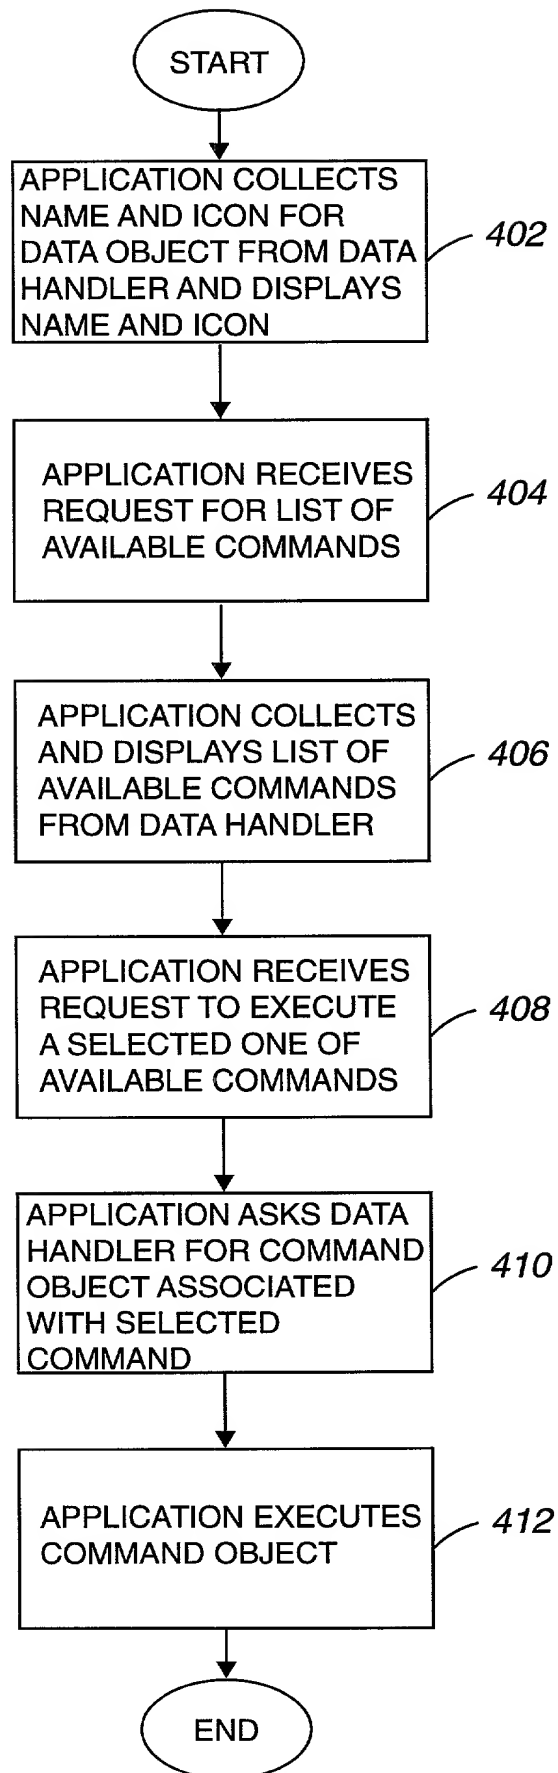 START
APPLICATION COLLECTS
NAME AND ICON FOR
DATA OBJECT FROM DATA
HANDLER AND DISPLAYS
NAME AND ICON
402
APPLICATION RECEIVES
REQUEST FOR LIST OF
AVAILABLE COMMANDS
404
APPLICATION COLLECTS
AND DISPLAYS LIST OF
AVAILABLE COMMANDS
FROM DATA HANDLER
406
APPLICATION RECEIVES
REQUEST TO EXECUTE
A SELECTED ONE OF
AVAILABLE COMMANDS
408
APPLICATION ASKS DATA
HANDLER FOR COMMAND
OBJECT ASSOCIATED
WITH SELECTED
COMMAND
410
APPLICATION EXECUTES
COMMAND OBJECT
412
END